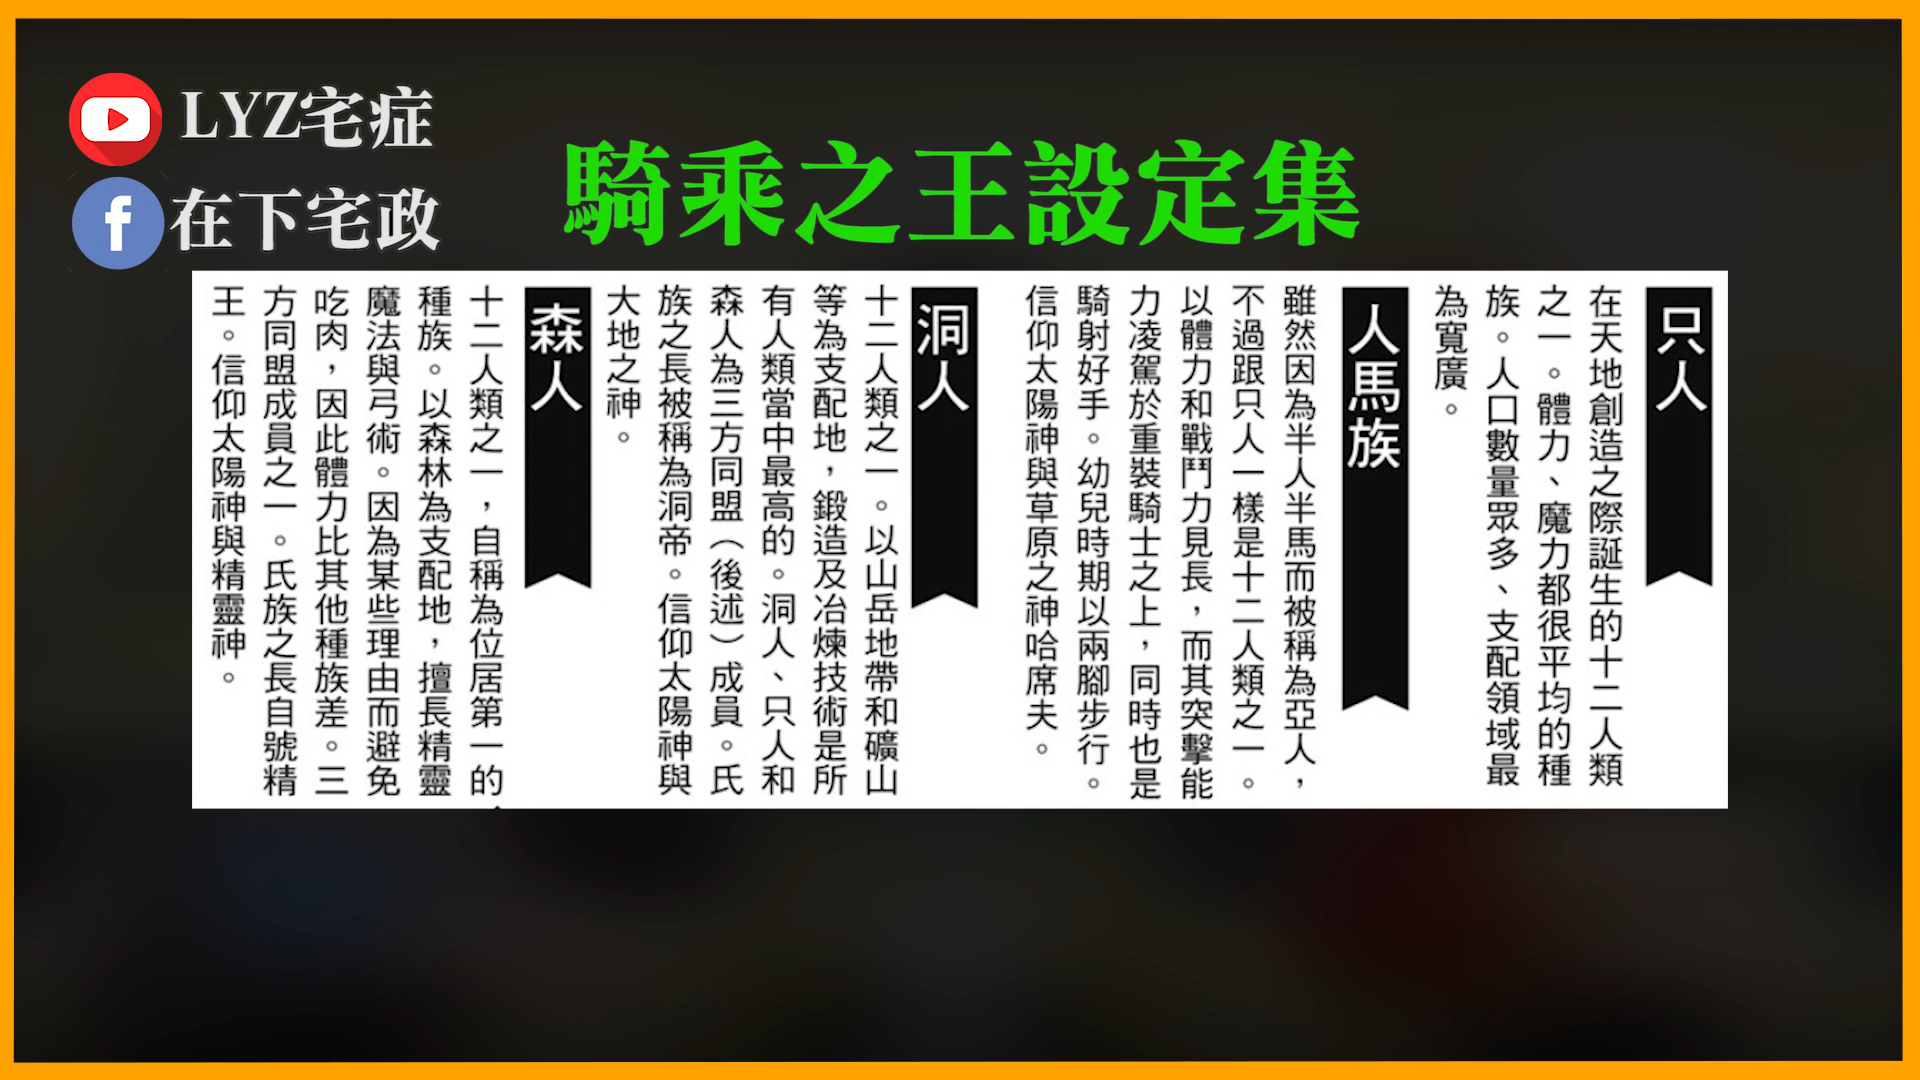 LYZ宅症
在下宅政
騎乘之王設定集
只人
在天地創造之際誕生的十二人類
之一。體力、魔力都很平均的種
族。人口數量眾多、支配領域最
為寬廣。
人馬族
雖然因為半人半馬而被稱為亞人，
不過跟只人一樣是十二人類之一。
以體力和戰鬥力見長，而其突擊能
力凌駕於重裝騎士之上，同時也是
騎射好手。幼兒時期以兩腳步行。
信仰太陽神與草原之神哈席夫。
洞人
十二人類之一。以山岳地帶和礦山
等為支配地，鍛造及冶煉技術是所
有人類當中最高的。洞人、只人和
森人為三方同盟（後述）成員。氏
族之長被稱為洞帝。信仰太陽神與
大地之神。
森人
十二人類之一，自稱為位居第一的
種族。以森林為支配地，擅長精靈
魔法與弓術。因為某些理由而避免
吃肉，因此體力比其他種族差。三
方同盟成員之一。氏族之長自號精
王。信仰太陽神與精靈神。